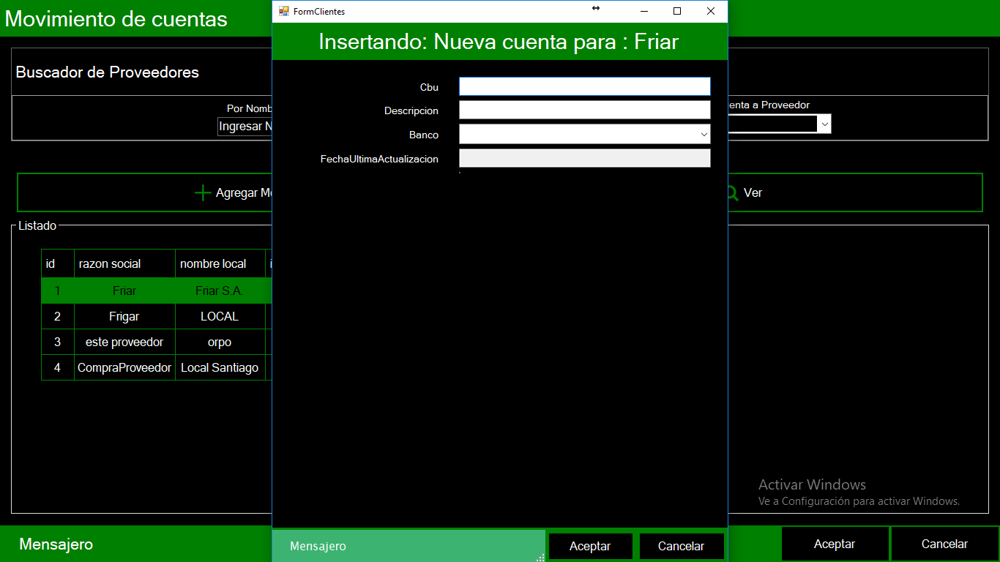 Movimiento de cuentas
FormClientes
Insertando: Nueva cuenta para : Friar
Buscador de Proveedores
Por Nomb
Ingresar N
enta a Proveedor
Cbu
Descripcion
Banco
FechaUltimaActualizacion
Agregar Mo
Ver
Listado
id razon social nombre local i
1 Friar Friar S.A.
2 Frigar LOCAL
3 este proveedor orpo
4 CompraProveedor Local Santiago
Activar Windows
Ve a Configuración para activar Windows.
Mensajero
Mensajero
Aceptar
Cancelar
Aceptar
Cancelar